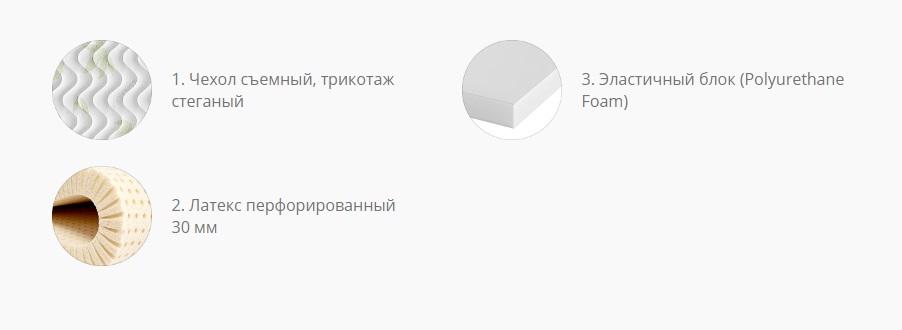 1. Чехол съемный, трикотаж
стеганый
2. Латекс перфорированный
30 мм
3. Эластичный блок (Polyurethane
Foam)